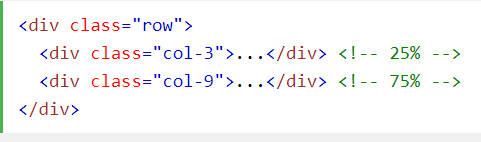 <div class="row">
  <div class="col-3">...</div> <!-- 25% -->
  <div class="col-9">...</div> <!-- 75% -->
</div>